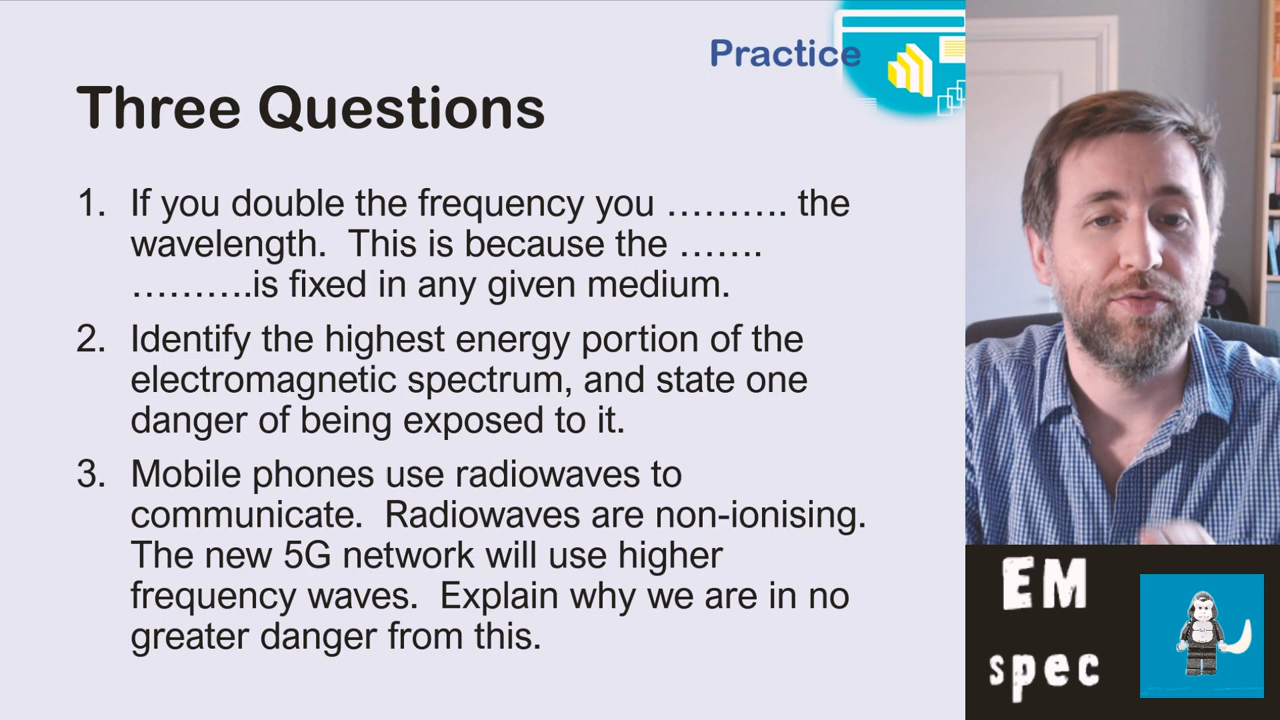 Practice
Three Questions
1. If you double the frequency you ………. the
wavelength.  This is because the …….
……….is fixed in any given medium.
2. Identify the highest energy portion of the
electromagnetic spectrum, and state one
danger of being exposed to it.
3. Mobile phones use radiowaves to
communicate.  Radiowaves are non-ionising.
The new 5G network will use higher
frequency waves.  Explain why we are in no
greater danger from this.
EM
spec